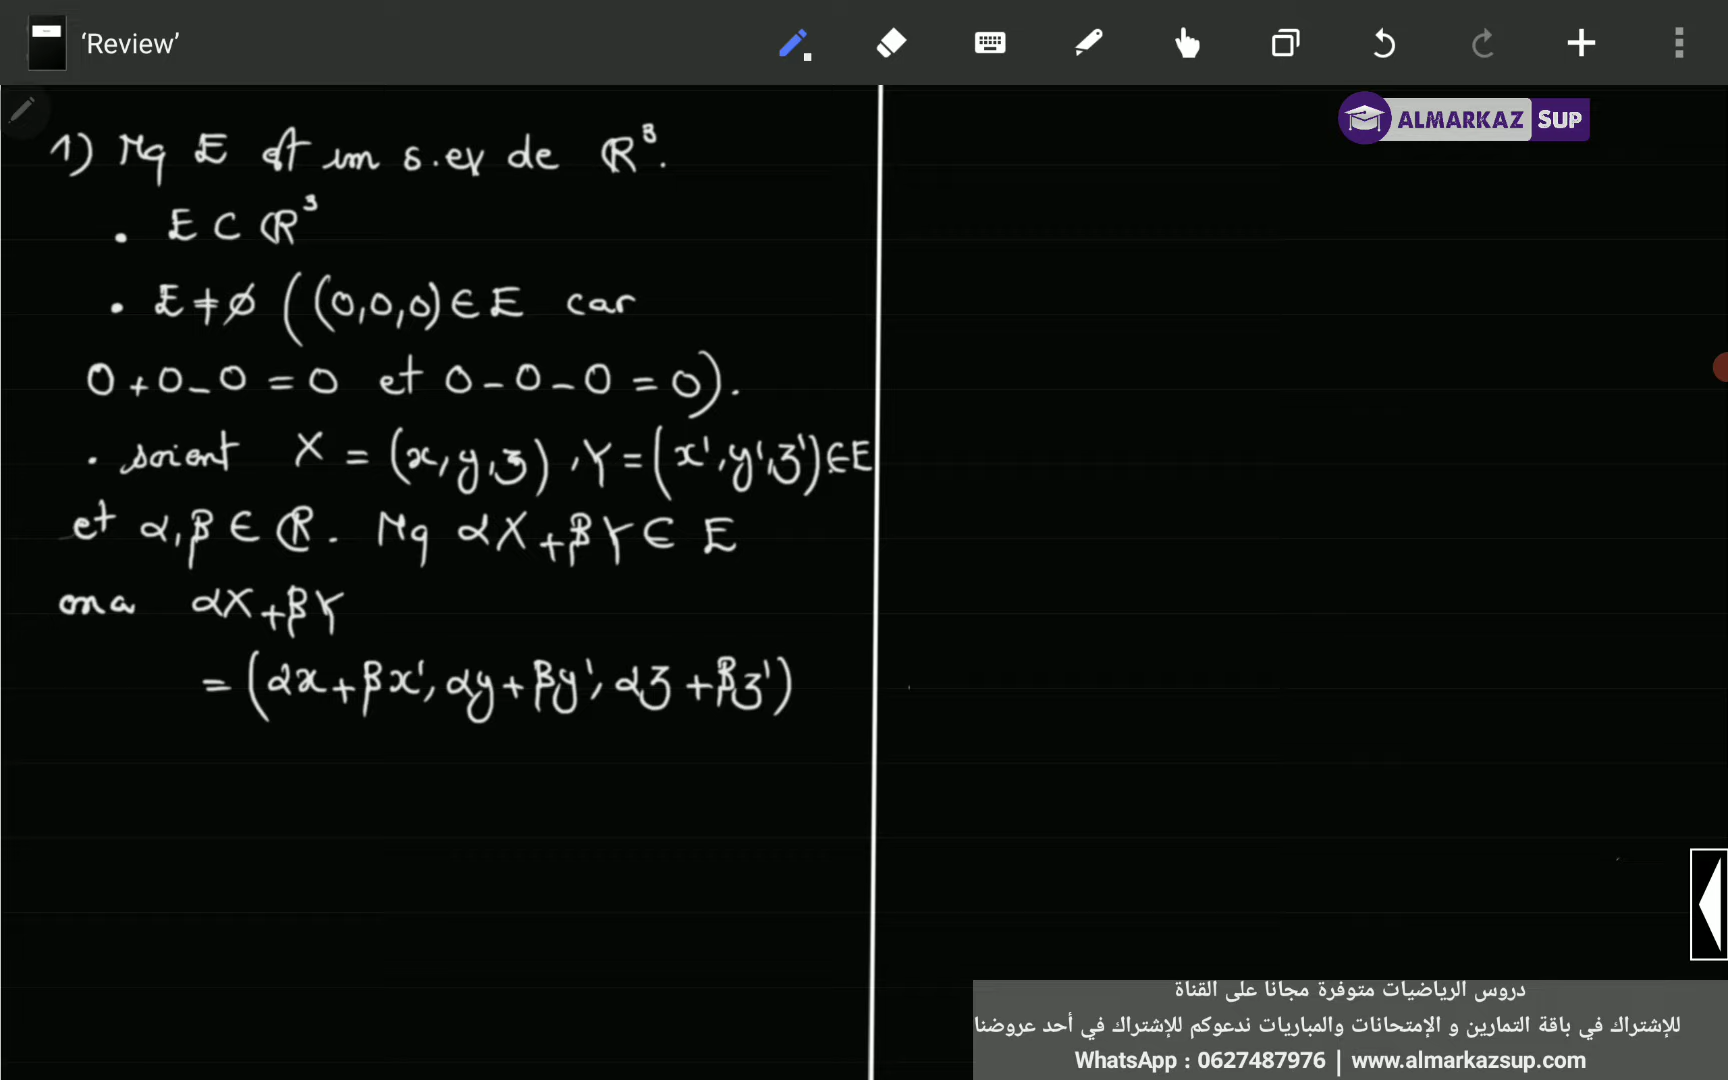 ‘Review’
ALMARKAZ SUP
1) Mq E est un s.ev de ℝ³.
. E ⊂ ℝ³
. E ≠ ∅ ((0,0,0) ∈ E car
0 + 0 - 0 = 0 et 0 - 0 - 0 = 0).
. soient X = (x, y, z), Y = (x', y', z') ∈ E
et α, β ∈ ℝ. Mq αX + βY ∈ E
on a αX + βY
= (αx + βx', αy + βy', αz + βz')
دروس الرياضيات متوفرة مجانا على القناة
للإشتراك في باقة التمارين و الإمتحانات والمباريات ندعوكم للإشتراك في أحد عروضنا
WhatsApp : 0627487976 | www.almarkazsup.com